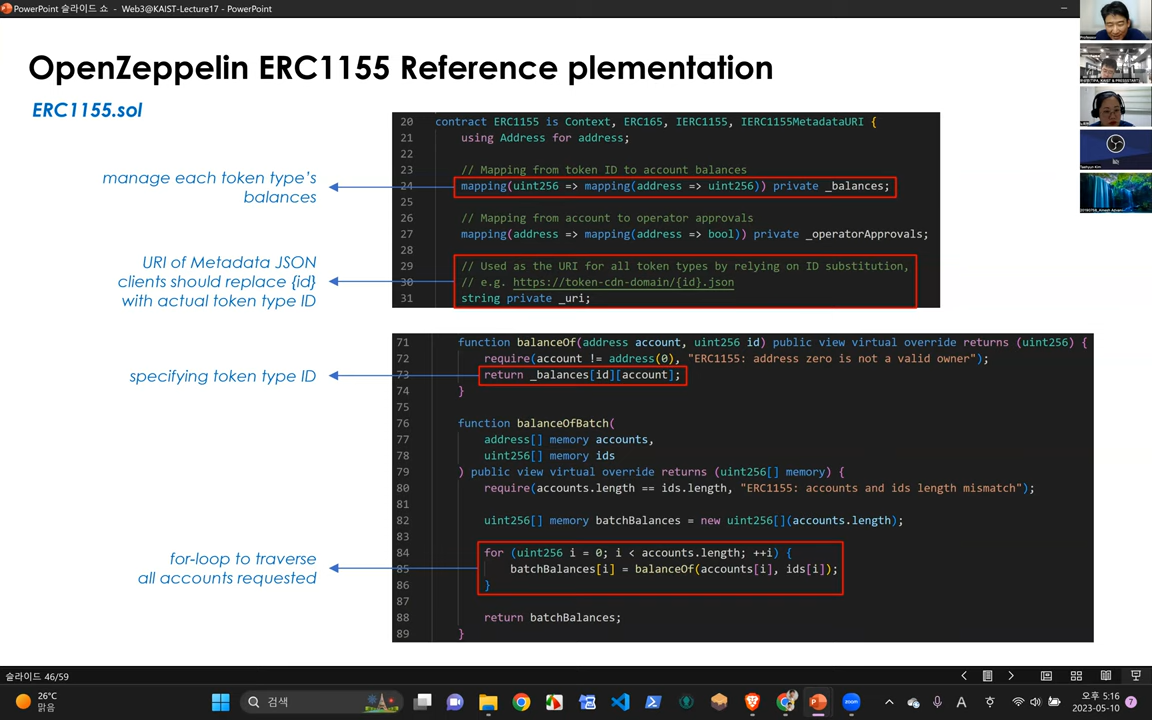 PowerPoint 슬라이드 쇼 - Web3@KAIST-Lecture17 - PowerPoint
OpenZeppelin ERC1155 Reference plementation
ERC1155.sol
manage each token type's
balances
URI of Metadata JSON
clients should replace {id}
with actual token type ID
20 contract ERC1155 is Context, ERC165, IERC1155, IERC1155MetadataURI {
21 using Address for address;
22
23 // Mapping from token ID to account balances
24 mapping(uint256 => mapping(address => uint256)) private _balances;
25
26 // Mapping from account to operator approvals
27 mapping(address => mapping(address => bool)) private _operatorApprovals;
28
29 // Used as the URI for all token types by relying on ID substitution,
30 // e.g. https://token-cdn-domain/{id}.json
31 string private _uri;
specifying token type ID
for-loop to traverse
all accounts requested
71 function balanceOf(address account, uint256 id) public view virtual override returns (uint256) {
72 require(account != address(0), "ERC1155: address zero is not a valid owner");
73 return _balances[id][account];
74 }
75
76 function balanceOfBatch(
77 address[] memory accounts,
78 uint256[] memory ids
79 ) public view virtual override returns (uint256[] memory) {
80 require(accounts.length == ids.length, "ERC1155: accounts and ids length mismatch");
81
82 uint256[] memory batchBalances = new uint256[](accounts.length);
83
84 for (uint256 i = 0; i < accounts.length; ++i) {
85 batchBalances[i] = balanceOf(accounts[i], ids[i]);
86 }
87
88 return batchBalances;
89 }
슬라이드 46/59
26°C
맑음
검색
zoom
A
오후 5:16
2023-05-10
7